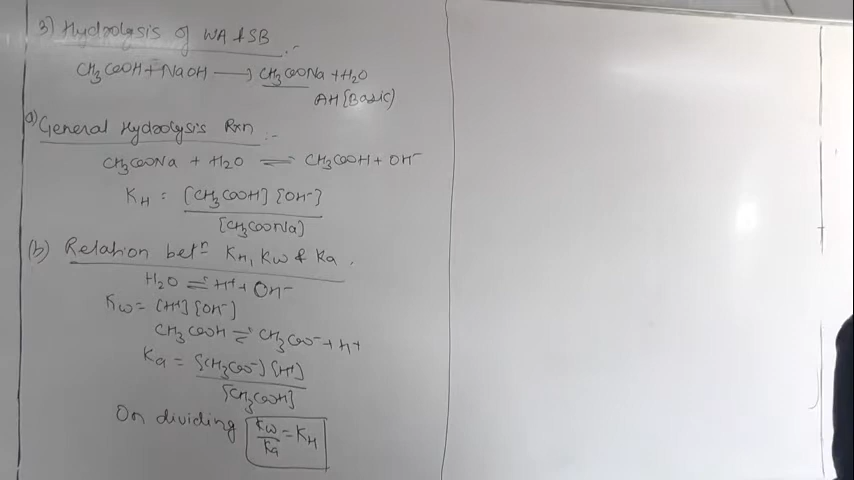 3) Hydrolysis of WA & SB :-
CH3COOH + NaOH ⟶ CH3COONa + H2O
AH [Basic]
a) General Hydrolysis Rxn :-
CH3COONa + H2O ⇌ CH3COOH + OH-
KH = [CH3COOH] [OH-]
[CH3COONa]
(b) Relation betn KH, Kw & Ka.
H2O ⇌ H+ + OH-
Kw = [H+] [OH-]
CH3COOH ⇌ CH3COO- + H+
Ka = [CH3COO-] [H+]
[CH3COOH]
On dividing Kw/Ka = KH